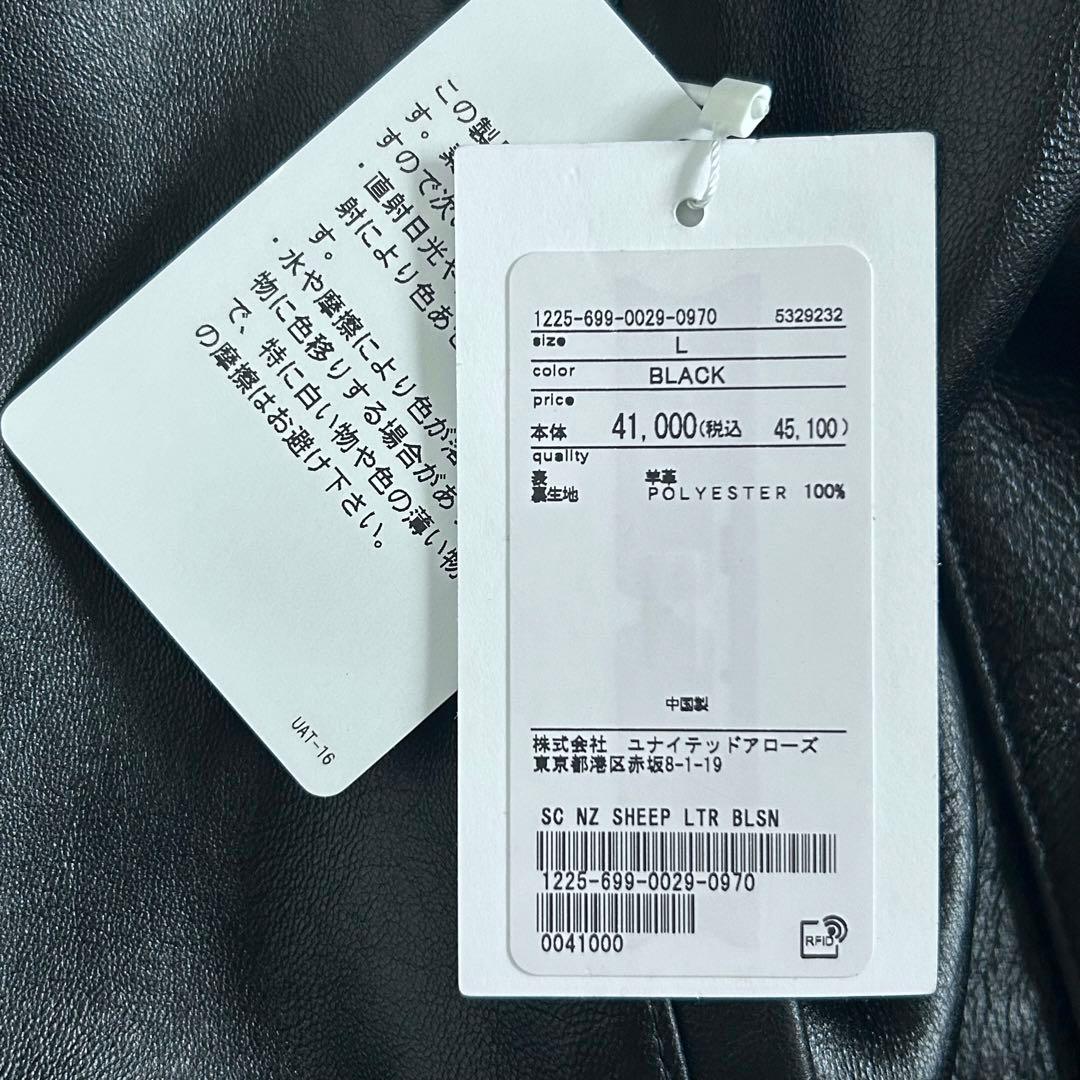 この製
す。
すので次
・直射日光や
射により色あせ
す。
・水や摩擦により色が落
物に色移りする場合があ
で、特に白い物や色の薄い物
の摩擦はお避け下さい。
UAT-16
1225-699-0029-0970 5329232
size L
color BLACK
price
本体 41,000(税込 45,100)
quality
表 羊革
裏生地 POLYESTER 100%
中国製
株式会社 ユナイテッドアローズ
東京都港区赤坂8-1-19
SC NZ SHEEP LTR BLSN
1225-699-0029-0970
0041000
RFID